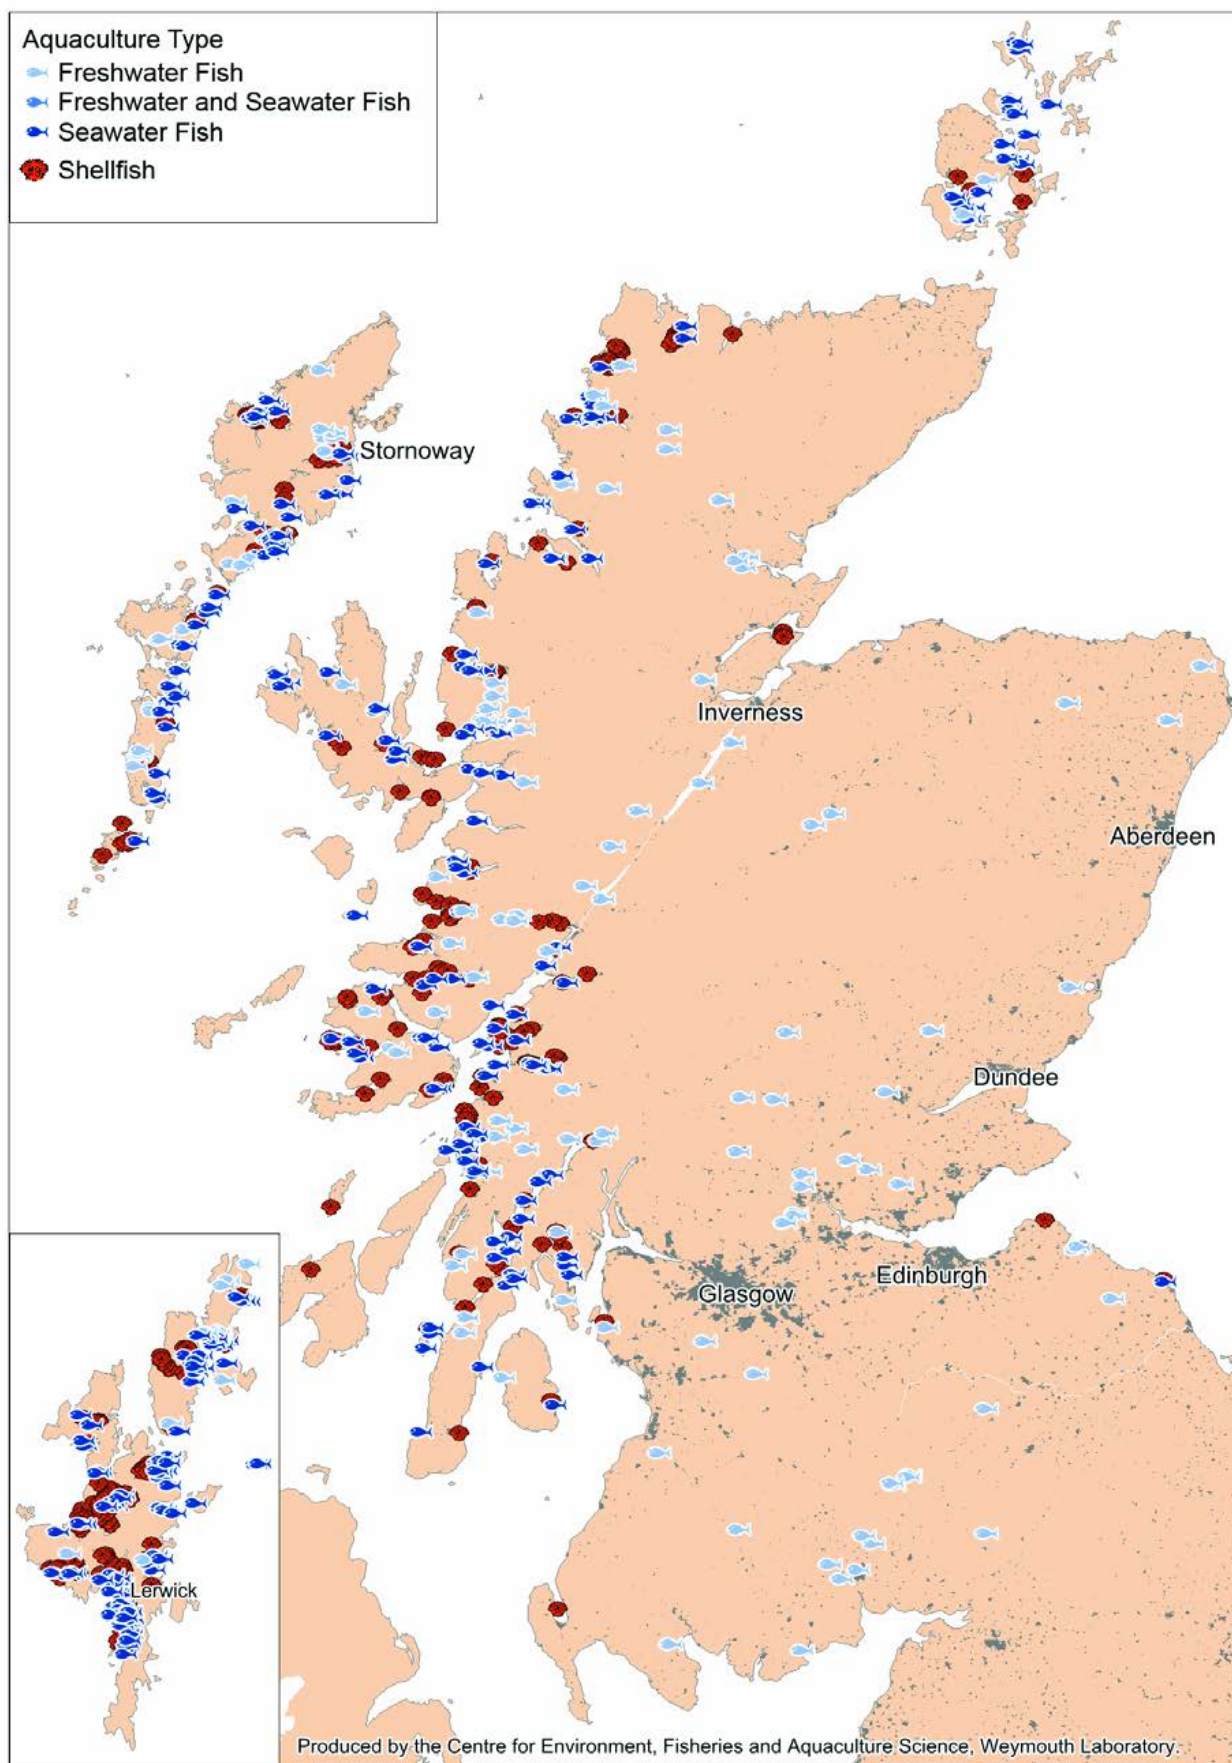 Aquaculture Type
Freshwater Fish
Freshwater and Seawater Fish
Seawater Fish
Shellfish
Stornoway
Inverness
Aberdeen
Dundee
Edinburgh
Glasgow
Lerwick
Produced by the Centre for Environment, Fisheries and Aquaculture Science, Weymouth Laboratory.